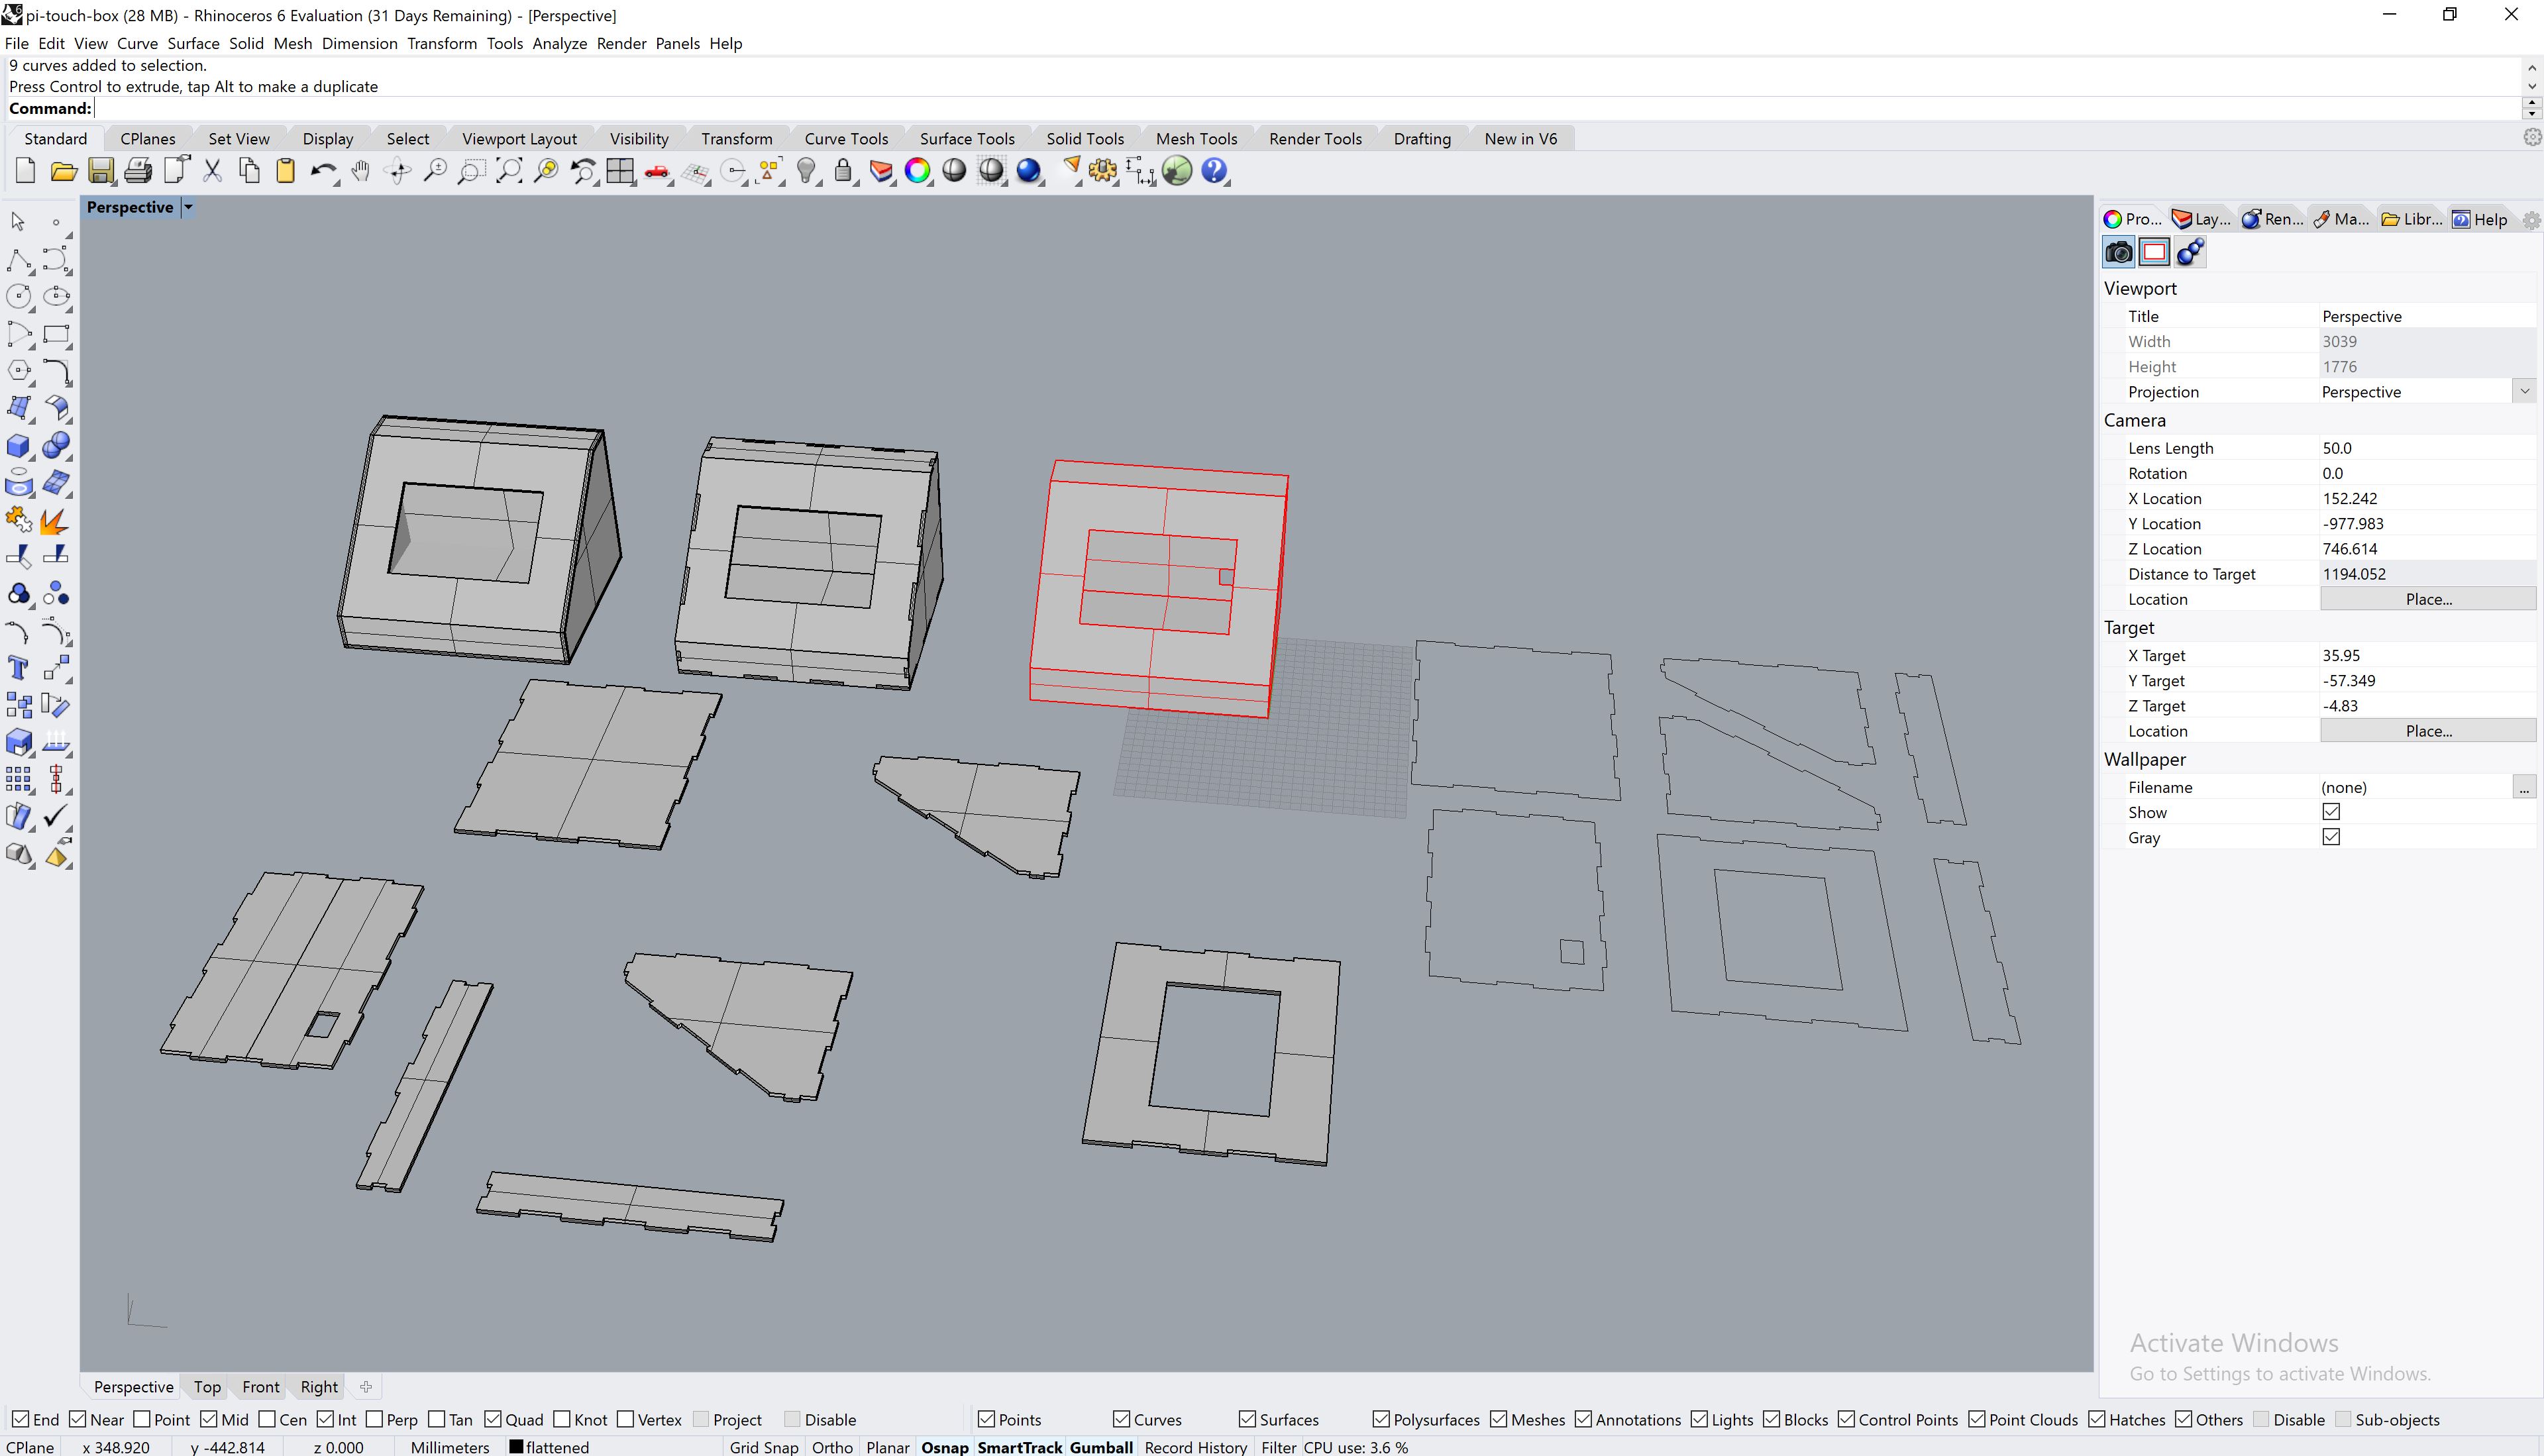 pi-touch-box (28 MB) - Rhinoceros 6 Evaluation (31 Days Remaining) - [Perspective]
File Edit View Curve Surface Solid Mesh Dimension Transform Tools Analyze Render Panels Help
9 curves added to selection.
Press Control to extrude, tap Alt to make a duplicate
Command:
Standard CPlanes Set View Display Select Viewport Layout Visibility Transform Curve Tools Surface Tools Solid Tools Mesh Tools Render Tools Drafting New in V6
Perspective
Pro... Lay... Ren... Ma... Libr... Help
Viewport
Title Perspective
Width 3039
Height 1776
Projection Perspective
Camera
Lens Length 50.0
Rotation 0.0
X Location 152.242
Y Location -977.983
Z Location 746.614
Distance to Target 1194.052
Location Place...
Target
X Target 35.95
Y Target -57.349
Z Target -4.83
Location Place...
Wallpaper
Filename (none) ...
Show
Gray
Activate Windows
Go to Settings to activate Windows.
Perspective Top Front Right
End Near Point Mid Cen Int Perp Tan Quad Knot Vertex Project Disable Points Curves Surfaces Polysurfaces Meshes Annotations Lights Blocks Control Points Point Clouds Hatches Others Disable Sub-objects
CPlane x 348.920 y -442.814 z 0.000 Millimeters flattened Grid Snap Ortho Planar Osnap SmartTrack Gumball Record History Filter CPU use: 3.6 %